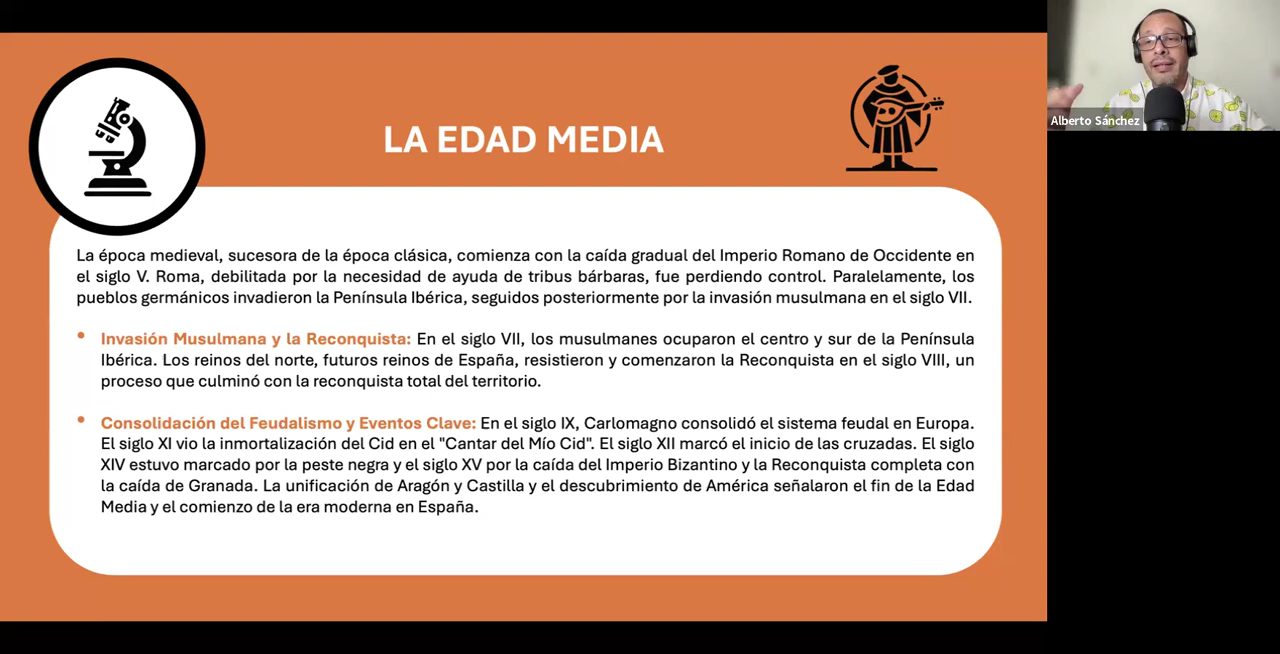 LA EDAD MEDIA
Alberto Sánchez
La época medieval, sucesora de la época clásica, comienza con la caída gradual del Imperio Romano de Occidente en
el siglo V. Roma, debilitada por la necesidad de ayuda de tribus bárbaras, fue perdiendo control. Paralelamente, los
pueblos germánicos invadieron la Península Ibérica, seguidos posteriormente por la invasión musulmana en el siglo VII.
• Invasión Musulmana y la Reconquista: En el siglo VII, los musulmanes ocuparon el centro y sur de la Península
Ibérica. Los reinos del norte, futuros reinos de España, resistieron y comenzaron la Reconquista en el siglo VIII, un
proceso que culminó con la reconquista total del territorio.
• Consolidación del Feudalismo y Eventos Clave: En el siglo IX, Carlomagno consolidó el sistema feudal en Europa.
El siglo XI vio la inmortalización del Cid en el "Cantar del Mío Cid". El siglo XII marcó el inicio de las cruzadas. El siglo
XIV estuvo marcado por la peste negra y el siglo XV por la caída del Imperio Bizantino y la Reconquista completa con
la caída de Granada. La unificación de Aragón y Castilla y el descubrimiento de América señalaron el fin de la Edad
Media y el comienzo de la era moderna en España.